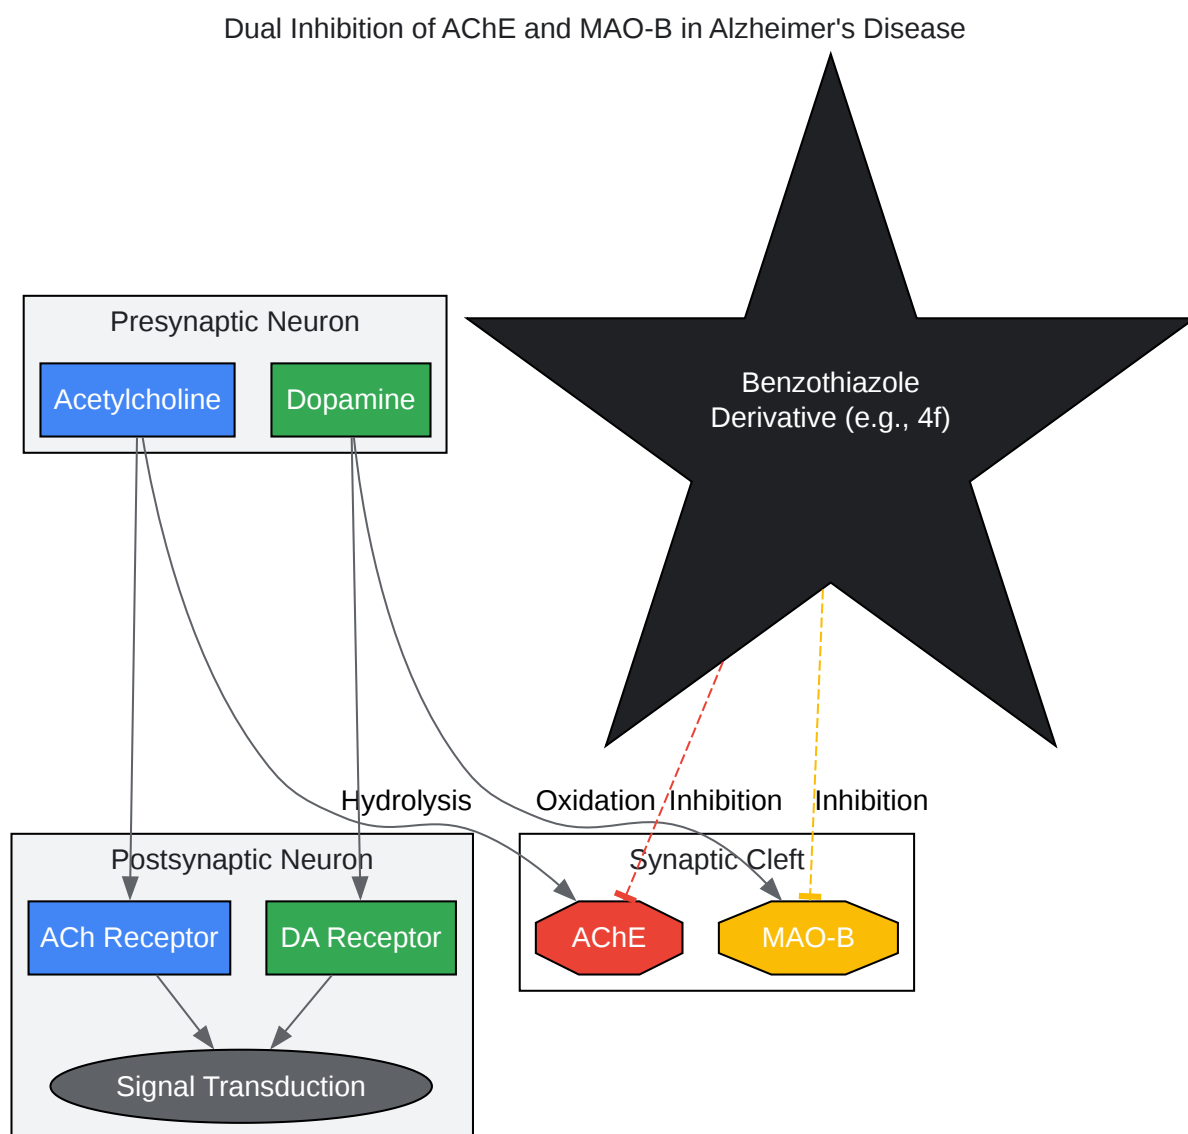 Dual Inhibition of AChE and MAO-B in Alzheimer's Disease
Presynaptic Neuron
Acetylcholine
Dopamine
Benzothiazole
Derivative (e.g., 4f)
Hydrolysis
Oxidation
Inhibition
Inhibition
Postsynaptic Neuron
Synaptic Cleft
ACh Receptor
DA Receptor
AChE
MAO-B
Signal Transduction